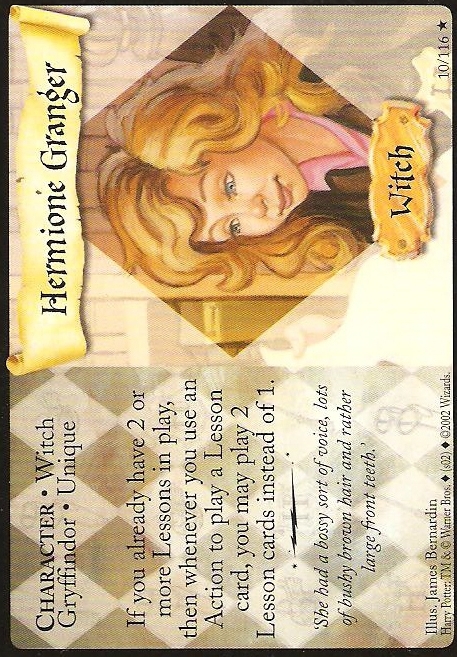 Hermione Granger
Witch
10/116 ★
CHARACTER • Witch
Gryffindor • Unique
If you already have 2 or
more Lessons in play,
then whenever you use an
Action to play a Lesson
card, you may play 2
Lesson cards instead of 1.
'She had a bossy sort of voice, lots
of bushy brown hair and rather
large front teeth.'
Illus. James Bernardin
Harry Potter, TM & © Warner Bros. ◆ (s02) ◆ ©2002 Wizards.